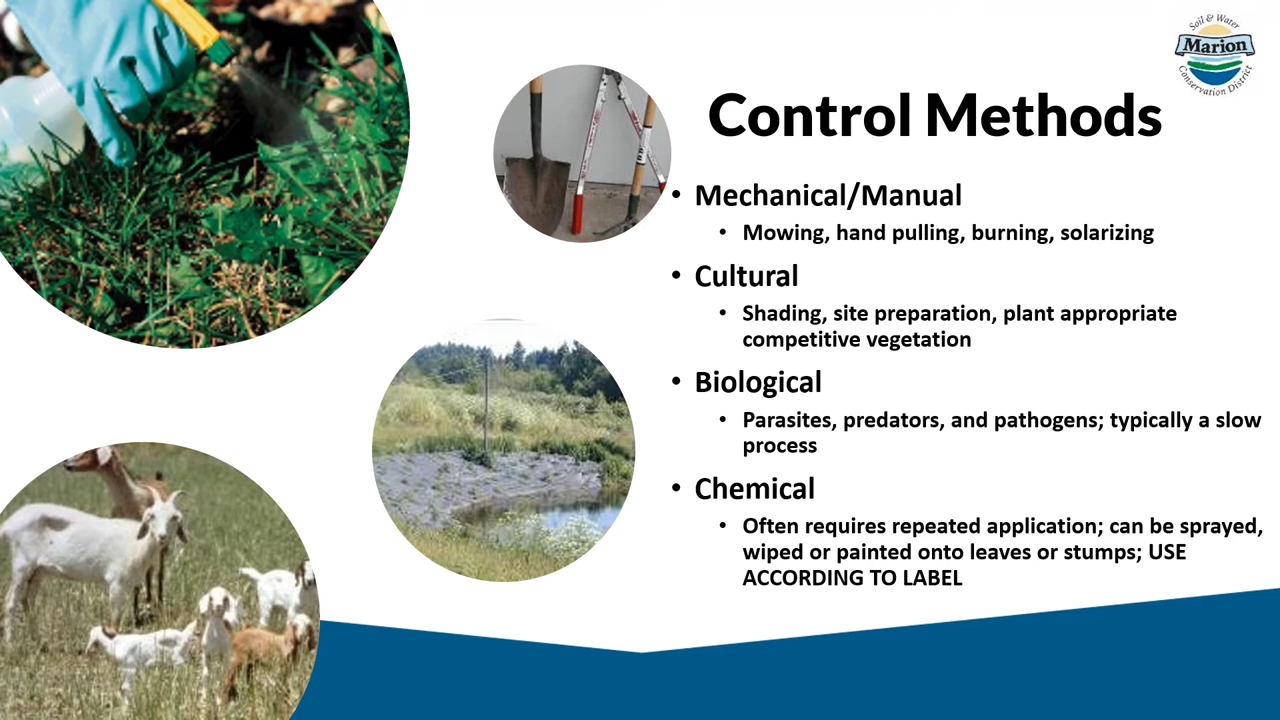 Soil & Water
Marion
Conservation District
Control Methods
• Mechanical/Manual
• Mowing, hand pulling, burning, solarizing
• Cultural
• Shading, site preparation, plant appropriate
competitive vegetation
• Biological
• Parasites, predators, and pathogens; typically a slow
process
• Chemical
• Often requires repeated application; can be sprayed,
wiped or painted onto leaves or stumps; USE
ACCORDING TO LABEL